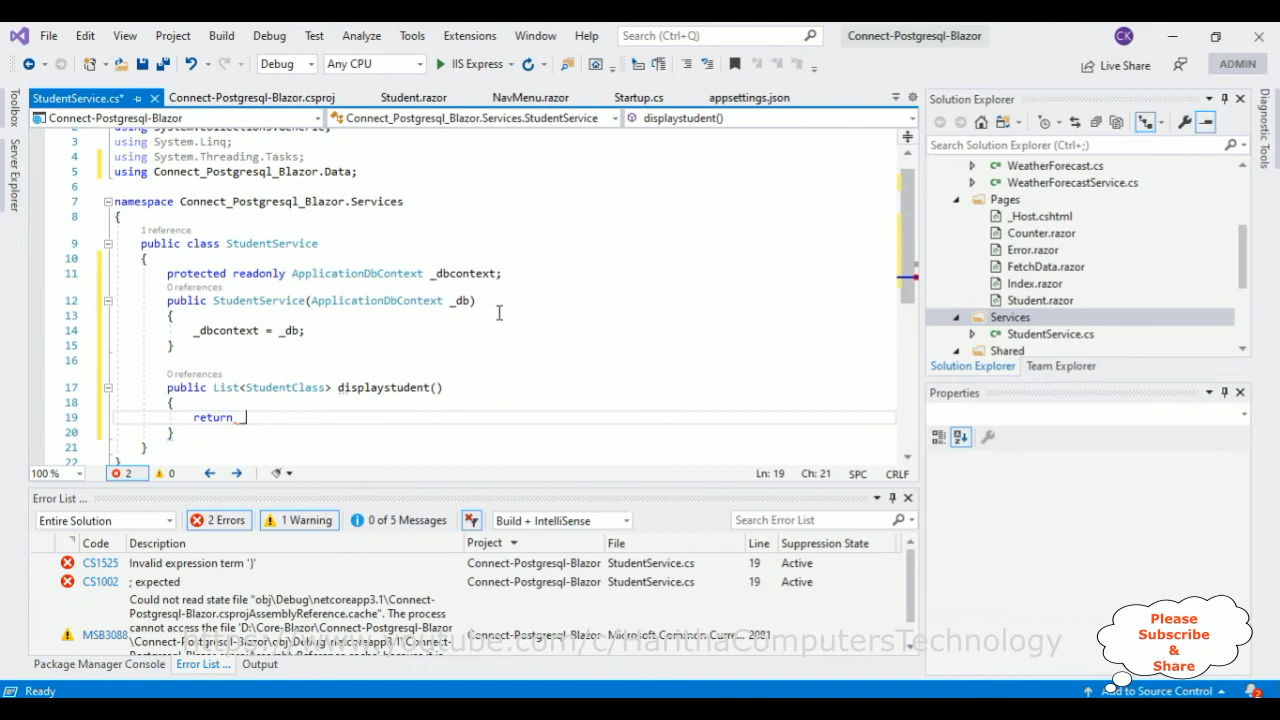 File Edit View Project Build Debug Test Analyze Tools Extensions Window Help Search (Ctrl+Q) Connect-Postgresql-Blazor CK
Debug Any CPU IIS Express Live Share ADMIN
StudentService.cs* Connect-Postgresql-Blazor.csproj Student.razor NavMenu.razor Startup.cs appsettings.json
Connect-Postgresql-Blazor Connect_Postgresql_Blazor.Services.StudentService displaystudent()
Toolbox
Server Explorer
3 using System.Linq;
4 using System.Threading.Tasks;
5 using Connect_Postgresql_Blazor.Data;
6
7 namespace Connect_Postgresql_Blazor.Services
8 {
1 reference
9 public class StudentService
10 {
11 protected readonly ApplicationDbContext _dbcontext;
0 references
12 public StudentService(ApplicationDbContext _db)
13 {
14 _dbcontext = _db;
15 }
16
0 references
17 public List<StudentClass> displaystudent()
18 {
19 return _
20 }
21 }
22 }
100 % 2 0 Ln: 19 Ch: 21 SPC CRLF
Error List ...
Entire Solution 2 Errors 1 Warning 0 of 5 Messages Build + IntelliSense Search Error List
Code Description Project File Line Suppression State
CS1525 Invalid expression term '}' Connect-Postgresql-Blazor StudentService.cs 19 Active
CS1002 ; expected Connect-Postgresql-Blazor StudentService.cs 19 Active
Could not read state file "obj\Debug\netcoreapp3.1\Connect-
Postgresql-Blazor.csprojAssemblyReference.cache". The process
cannot access the file 'D:\Core-Blazor\Connect-Postgresql-Blazor
MSB3088 Connect-Postgresql-Blazor Microsoft.Common.Curre... 2081
https://www.youtube.com/c/HarithaComputersTechnology
Package Manager Console Error List ... Output
Ready Add to Source Control 2
Solution Explorer
Search Solution Explorer (Ctrl+;)
WeatherForecast.cs
WeatherForecastService.cs
Pages
_Host.cshtml
Counter.razor
Error.razor
FetchData.razor
Index.razor
Student.razor
Services
StudentService.cs
Shared
Solution Explorer Team Explorer
Properties
Diagnostic Tools
Please
Subscribe
&
Share